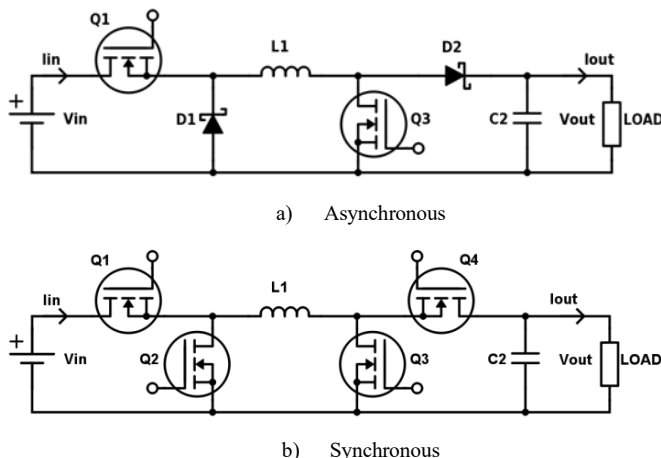 Q1
Iin
L1
D2
Iout
+
Vin
D1
Q3
C2
Vout
LOAD
a) Asynchronous
Q1
Q4
Iin
L1
Iout
+
Vin
Q2
Q3
C2
Vout
LOAD
b) Synchronous